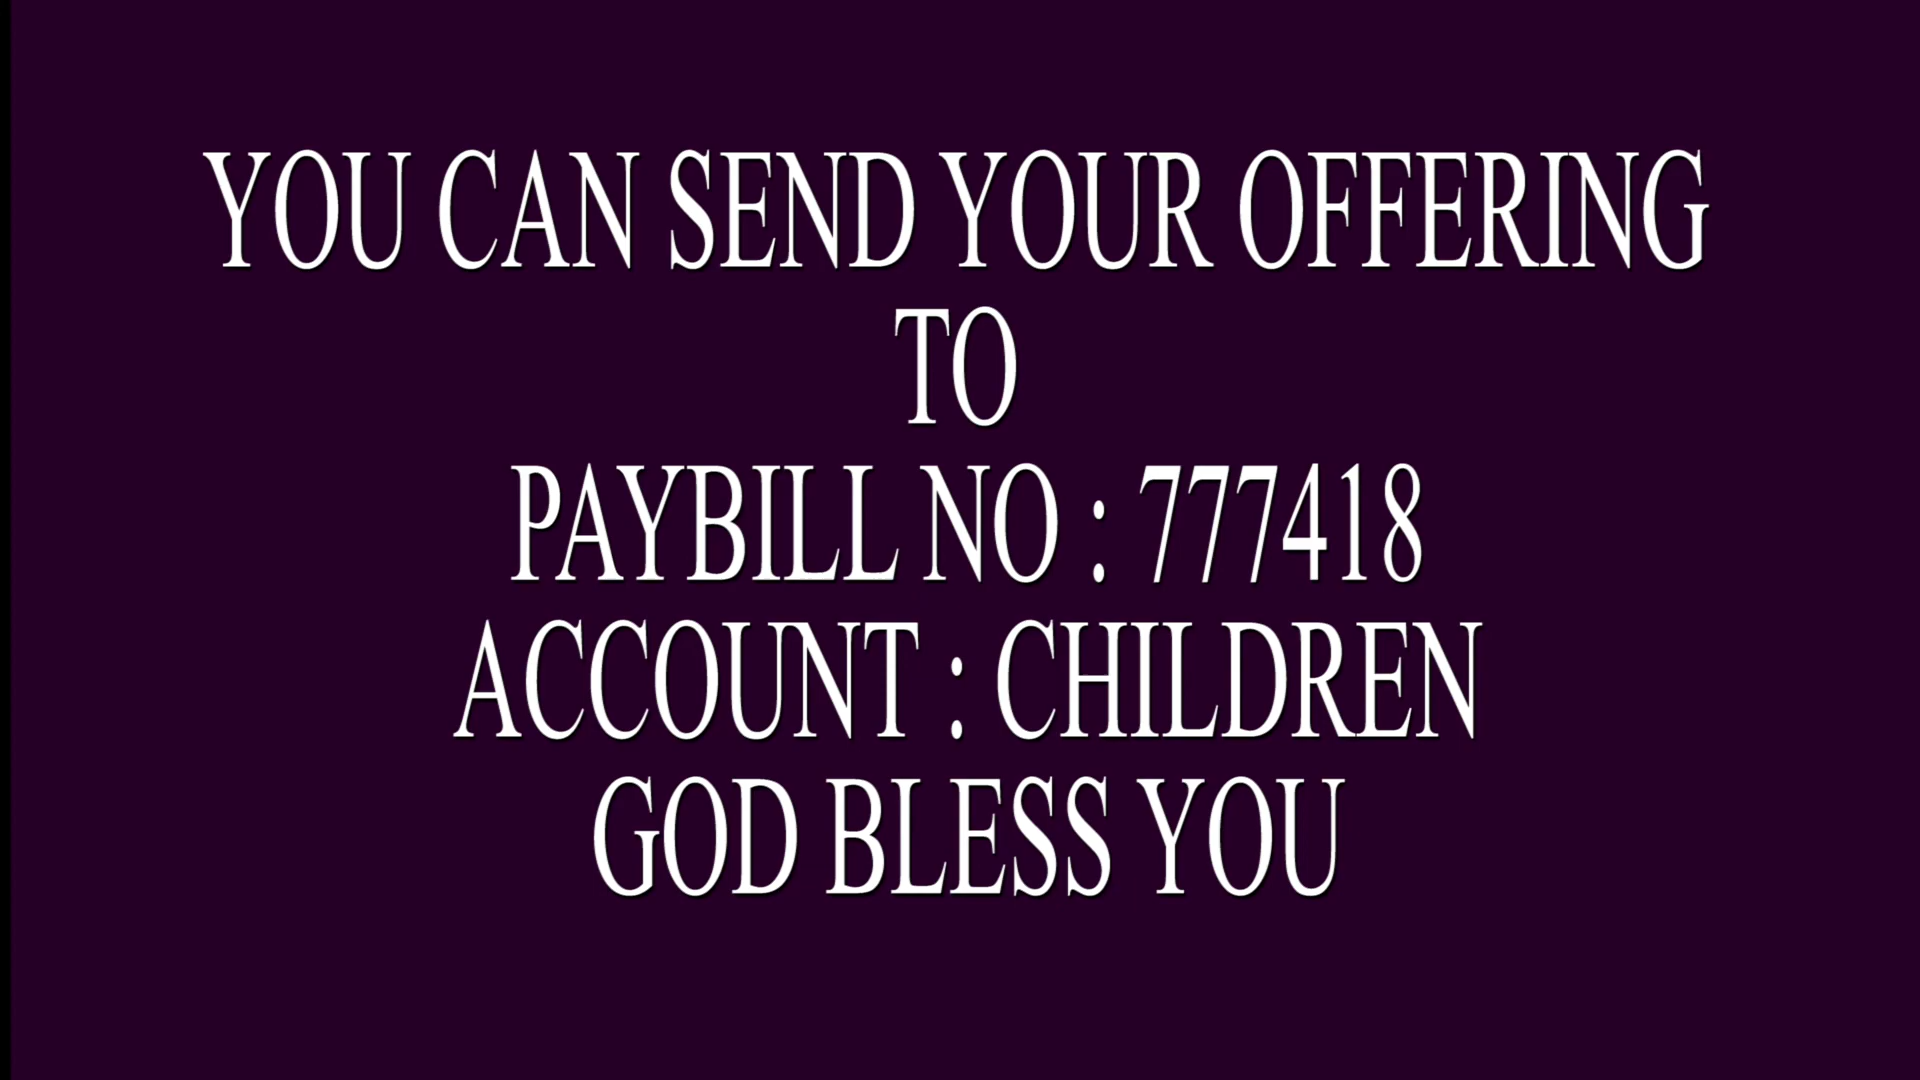 YOU CAN SEND YOUR OFFERING
TO
PAYBILL NO : 777418
ACCOUNT : CHILDREN
GOD BLESS YOU